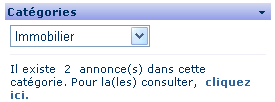 Catégories
Immobilier
Il existe 2 annonce(s) dans cette
catégorie. Pour la(les) consulter, cliquez
ici.